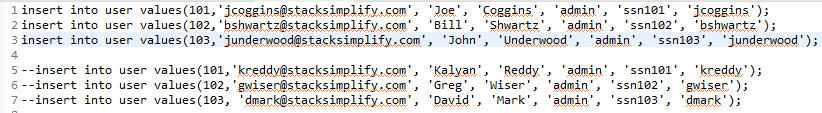 1 insert into user values(101,'jcoggins@stacksimplify.com', 'Joe', 'Coggins', 'admin', 'ssn101', 'jcoggins');
2 insert into user values(102,'bshwartz@stacksimplify.com', 'Bill', 'Shwartz', 'admin', 'ssn102', 'bshwartz');
3 insert into user values(103,'junderwood@stacksimplify.com', 'John', 'Underwood', 'admin', 'ssn103', 'junderwood');
4
5 --insert into user values(101,'kreddy@stacksimplify.com', 'Kalyan', 'Reddy', 'admin', 'ssn101', 'kreddy');
6 --insert into user values(102,'gwiser@stacksimplify.com', 'Greg', 'Wiser', 'admin', 'ssn102', 'gwiser');
7 --insert into user values(103, 'dmark@stacksimplify.com', 'David', 'Mark', 'admin', 'ssn103', 'dmark');